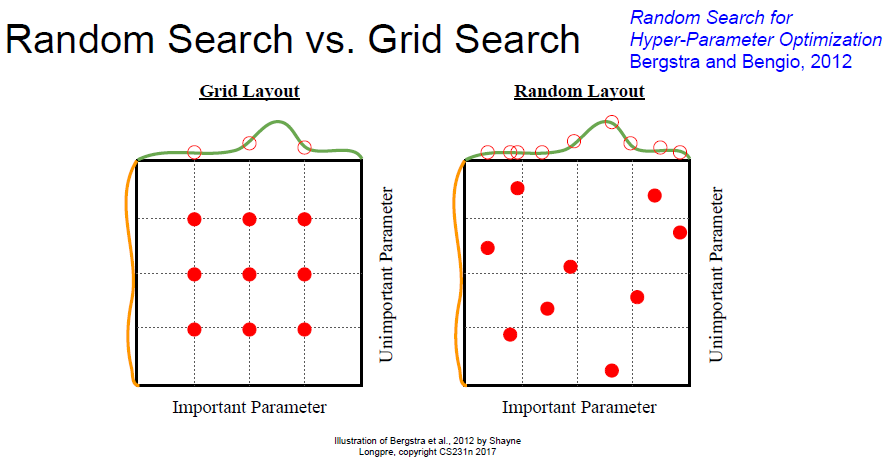 Random Search vs. Grid Search
Random Search for
Hyper-Parameter Optimization
Bergstra and Bengio, 2012
Grid Layout
Unimportant Parameter
Important Parameter
Random Layout
Unimportant Parameter
Important Parameter
Illustration of Bergstra et al., 2012 by Shayne
Longpre, copyright CS231n 2017